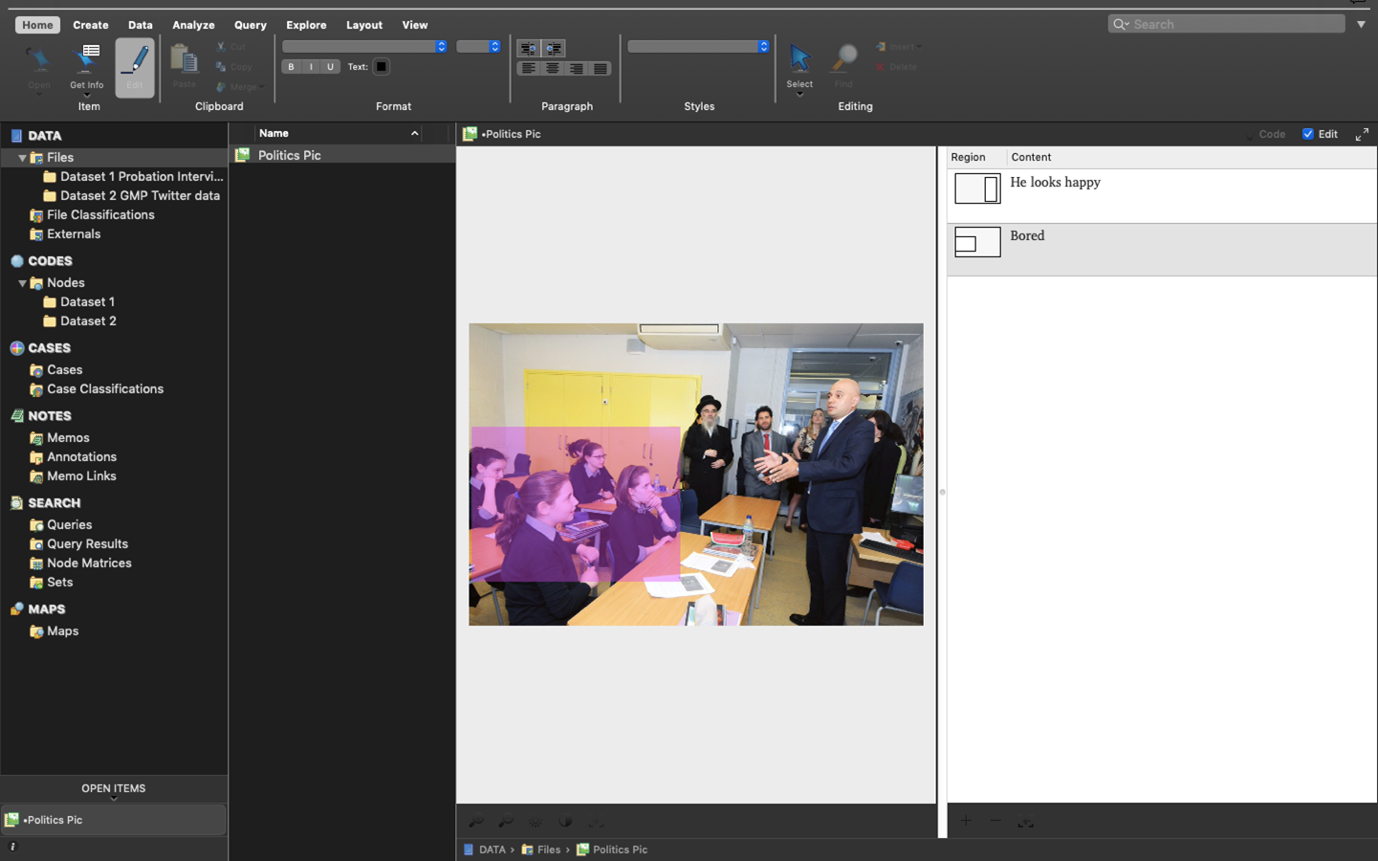 Home Create Data Analyze Query Explore Layout View
Search
Open Get Info Edit Paste Cut Copy Merge
B I U Text:
Select Find Insert Delete
Item Clipboard Format Paragraph Styles Editing
DATA
Files
Dataset 1 Probation Intervi...
Dataset 2 GMP Twitter data
File Classifications
Externals
CODES
Nodes
Dataset 1
Dataset 2
CASES
Cases
Case Classifications
NOTES
Memos
Annotations
Memo Links
SEARCH
Queries
Query Results
Node Matrices
Sets
MAPS
Maps
OPEN ITEMS
•Politics Pic
Name
Politics Pic
•Politics Pic
Code Edit
Region Content
He looks happy
Bored
DATA › Files › Politics Pic